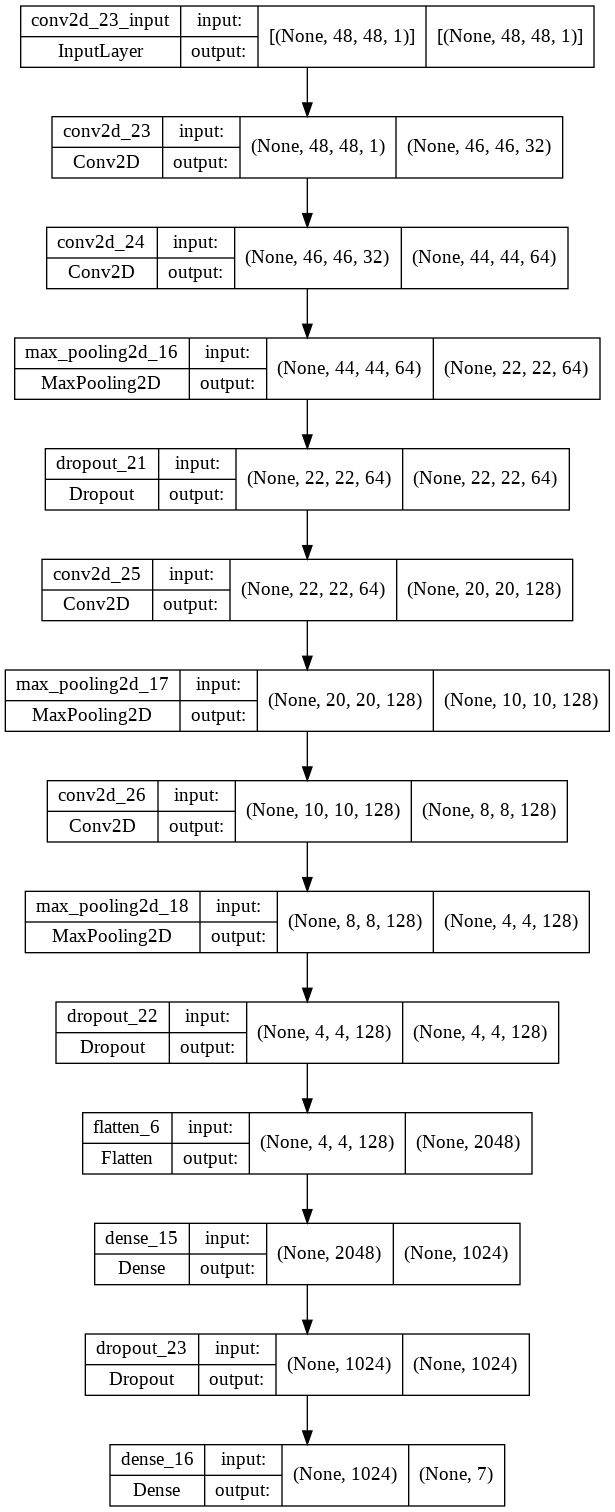 conv2d_23_input input: [(None, 48, 48, 1)] [(None, 48, 48, 1)]
InputLayer output:
conv2d_23 input: (None, 48, 48, 1) (None, 46, 46, 32)
Conv2D output:
conv2d_24 input: (None, 46, 46, 32) (None, 44, 44, 64)
Conv2D output:
max_pooling2d_16 input: (None, 44, 44, 64) (None, 22, 22, 64)
MaxPooling2D output:
dropout_21 input: (None, 22, 22, 64) (None, 22, 22, 64)
Dropout output:
conv2d_25 input: (None, 22, 22, 64) (None, 20, 20, 128)
Conv2D output:
max_pooling2d_17 input: (None, 20, 20, 128) (None, 10, 10, 128)
MaxPooling2D output:
conv2d_26 input: (None, 10, 10, 128) (None, 8, 8, 128)
Conv2D output:
max_pooling2d_18 input: (None, 8, 8, 128) (None, 4, 4, 128)
MaxPooling2D output:
dropout_22 input: (None, 4, 4, 128) (None, 4, 4, 128)
Dropout output:
flatten_6 input: (None, 4, 4, 128) (None, 2048)
Flatten output:
dense_15 input: (None, 2048) (None, 1024)
Dense output:
dropout_23 input: (None, 1024) (None, 1024)
Dropout output:
dense_16 input: (None, 1024) (None, 7)
Dense output: